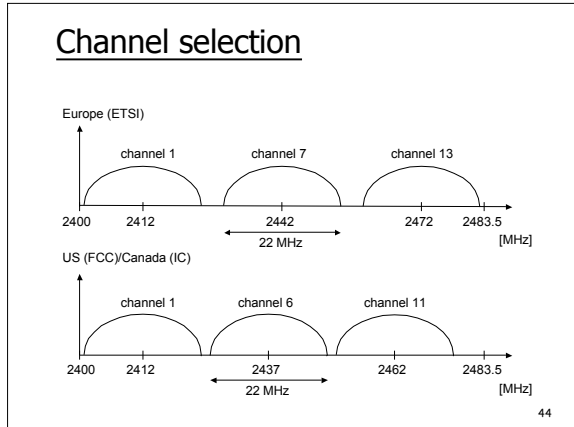 Channel selection
Europe (ETSI)
channel 1 channel 7 channel 13
2400 2412 2442 2472 2483.5
22 MHz [MHz]
US (FCC)/Canada (IC)
channel 1 channel 6 channel 11
2400 2412 2437 2462 2483.5
22 MHz [MHz]
44